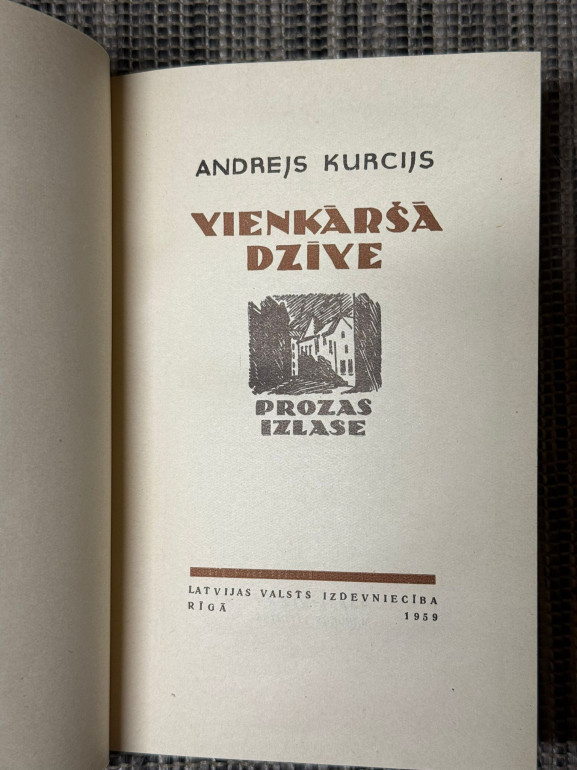 ANDREJS KURCIJS
VIENKĀRŠĀ
DZĪVE
PROZAS
IZLASE
LATVIJAS VALSTS IZDEVNIECĪBA
RĪGĀ 1959